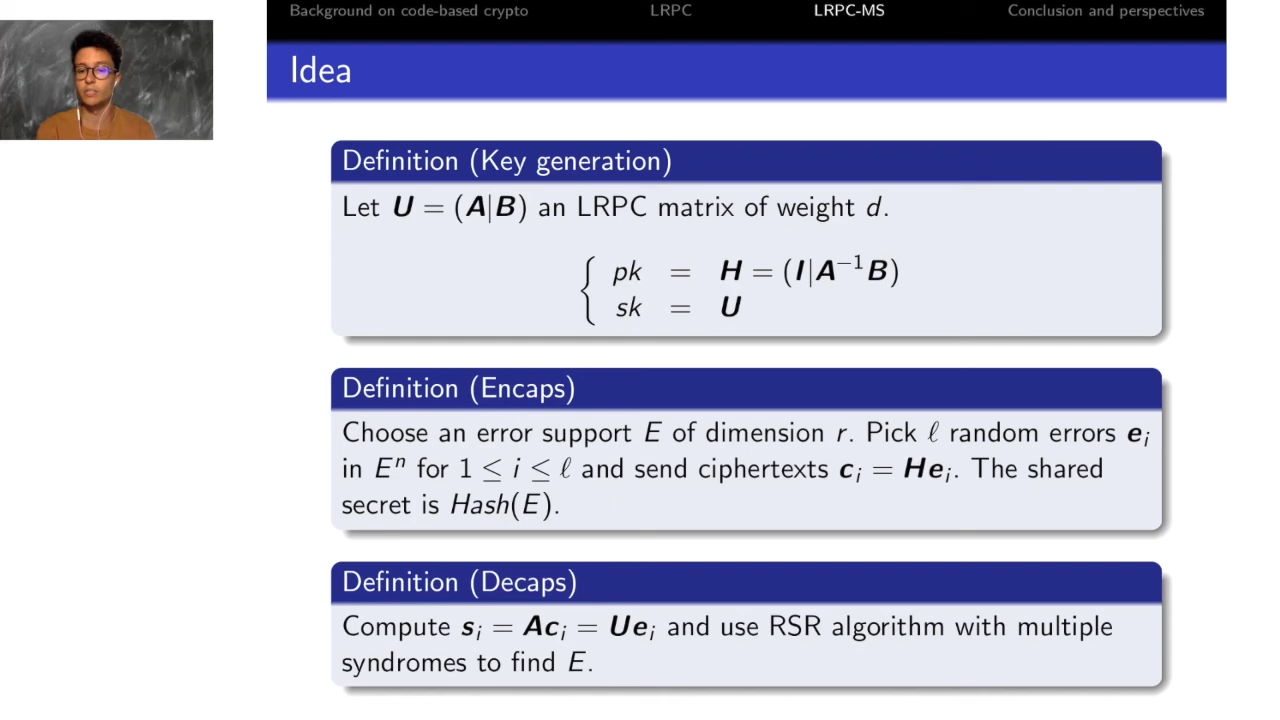 Background on code-based crypto LRPC LRPC-MS Conclusion and perspectives
Idea
Definition (Key generation)
Let U = (A|B) an LRPC matrix of weight d.
{ pk = H = (I|A⁻¹B)
sk = U
Definition (Encaps)
Choose an error support E of dimension r. Pick ℓ random errors eᵢ
in Eⁿ for 1 ≤ i ≤ ℓ and send ciphertexts cᵢ = Heᵢ. The shared
secret is Hash(E).
Definition (Decaps)
Compute sᵢ = Acᵢ = Ueᵢ and use RSR algorithm with multiple
syndromes to find E.